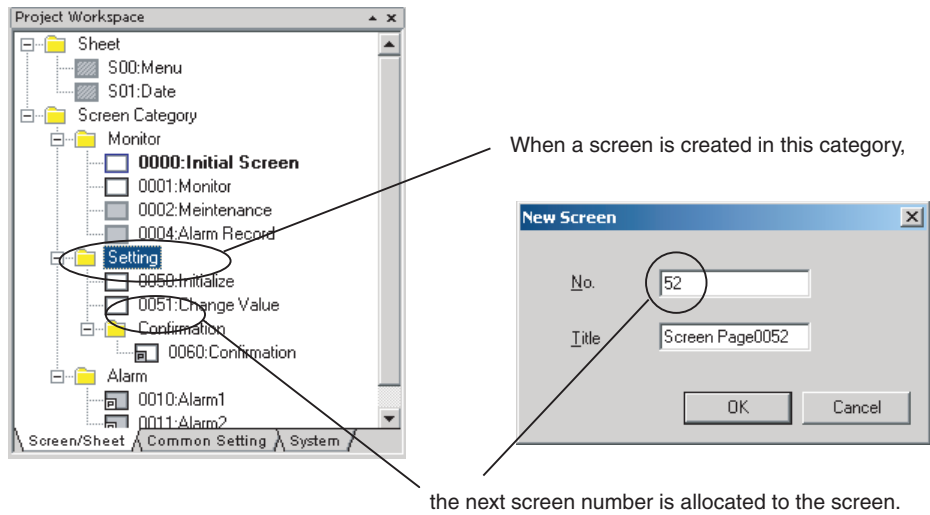 Project Workspace
Sheet
S00:Menu
S01:Date
Screen Category
Monitor
0000:Initial Screen
0001:Monitor
0002:Meintenance
0004:Alarm Record
Setting
0050:Initialize
0051:Change Value
Confirmation
0060:Confirmation
Alarm
0010:Alarm1
0011:Alarm2
Screen/Sheet Common Setting System
When a screen is created in this category,
New Screen
No. 52
Title Screen Page0052
OK Cancel
the next screen number is allocated to the screen.